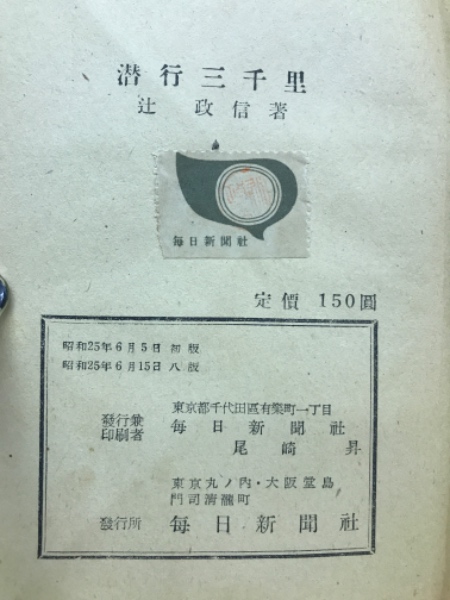 潜行三千里
辻政信著
毎日新聞社
定價 150圓
昭和25年6月5日 初版
昭和25年6月15日 八版
東京都千代田區有楽町一丁目
發行兼
印刷者
毎日新聞社
尾崎昇
東京丸ノ内・大阪堂島
門司清瀧町
發行所 毎日新聞社